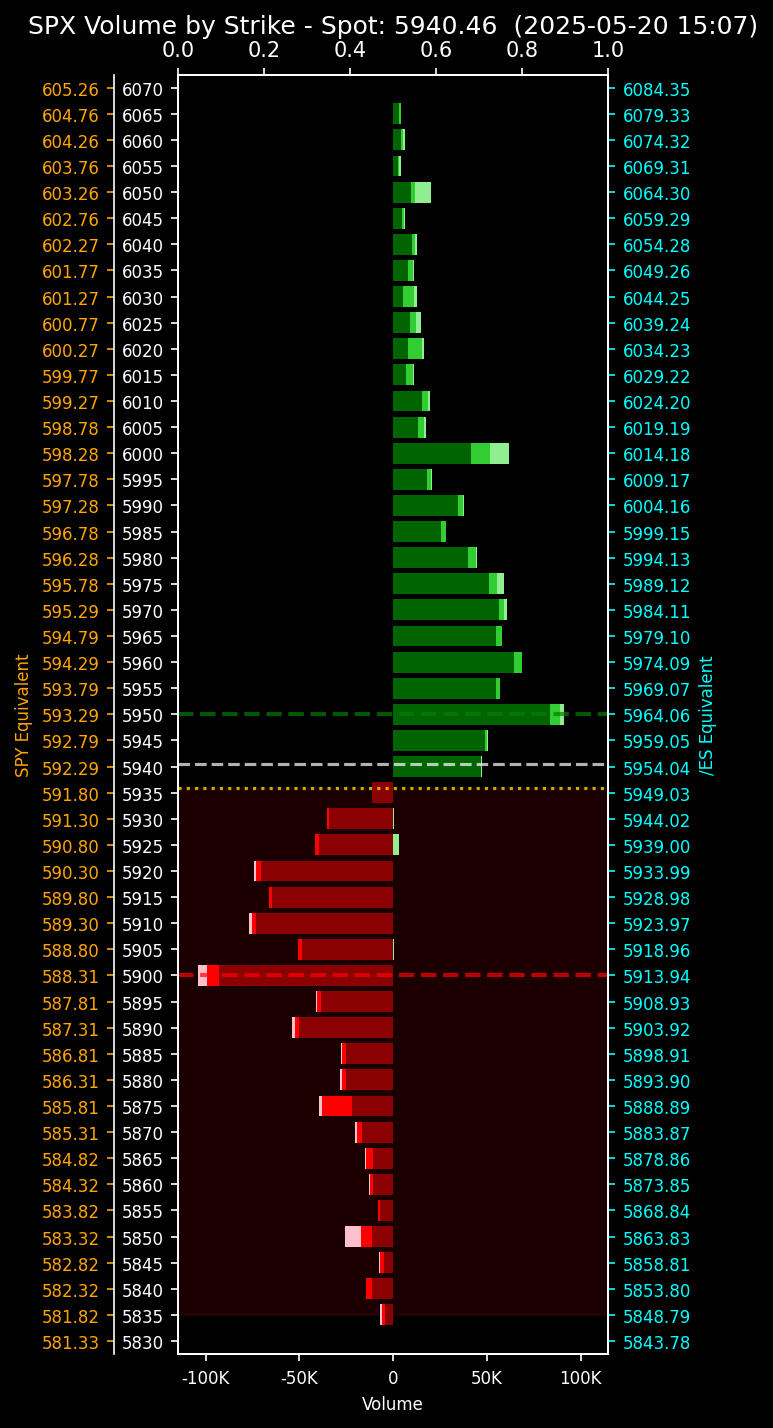 SPX Volume by Strike - Spot: 5940.46 (2025-05-20 15:07)
0.0 0.2 0.4 0.6 0.8 1.0
605.26 6070 6084.35
604.76 6065 6079.33
604.26 6060 6074.32
603.76 6055 6069.31
603.26 6050 6064.30
602.76 6045 6059.29
602.27 6040 6054.28
601.77 6035 6049.26
601.27 6030 6044.25
600.77 6025 6039.24
600.27 6020 6034.23
599.77 6015 6029.22
599.27 6010 6024.20
598.78 6005 6019.19
598.28 6000 6014.18
597.78 5995 6009.17
597.28 5990 6004.16
596.78 5985 5999.15
596.28 5980 5994.13
595.78 5975 5989.12
595.29 5970 5984.11
594.79 5965 5979.10
594.29 5960 5974.09
593.79 5955 5969.07
593.29 5950 5964.06
592.79 5945 5959.05
592.29 5940 5954.04
591.80 5935 5949.03
591.30 5930 5944.02
590.80 5925 5939.00
590.30 5920 5933.99
589.80 5915 5928.98
589.30 5910 5923.97
588.80 5905 5918.96
588.31 5900 5913.94
587.81 5895 5908.93
587.31 5890 5903.92
586.81 5885 5898.91
586.31 5880 5893.90
585.81 5875 5888.89
585.31 5870 5883.87
584.82 5865 5878.86
584.32 5860 5873.85
583.82 5855 5868.84
583.32 5850 5863.83
582.82 5845 5858.81
582.32 5840 5853.80
581.82 5835 5848.79
581.33 5830 5843.78
SPY Equivalent
/ES Equivalent
-100K -50K 0 50K 100K
Volume